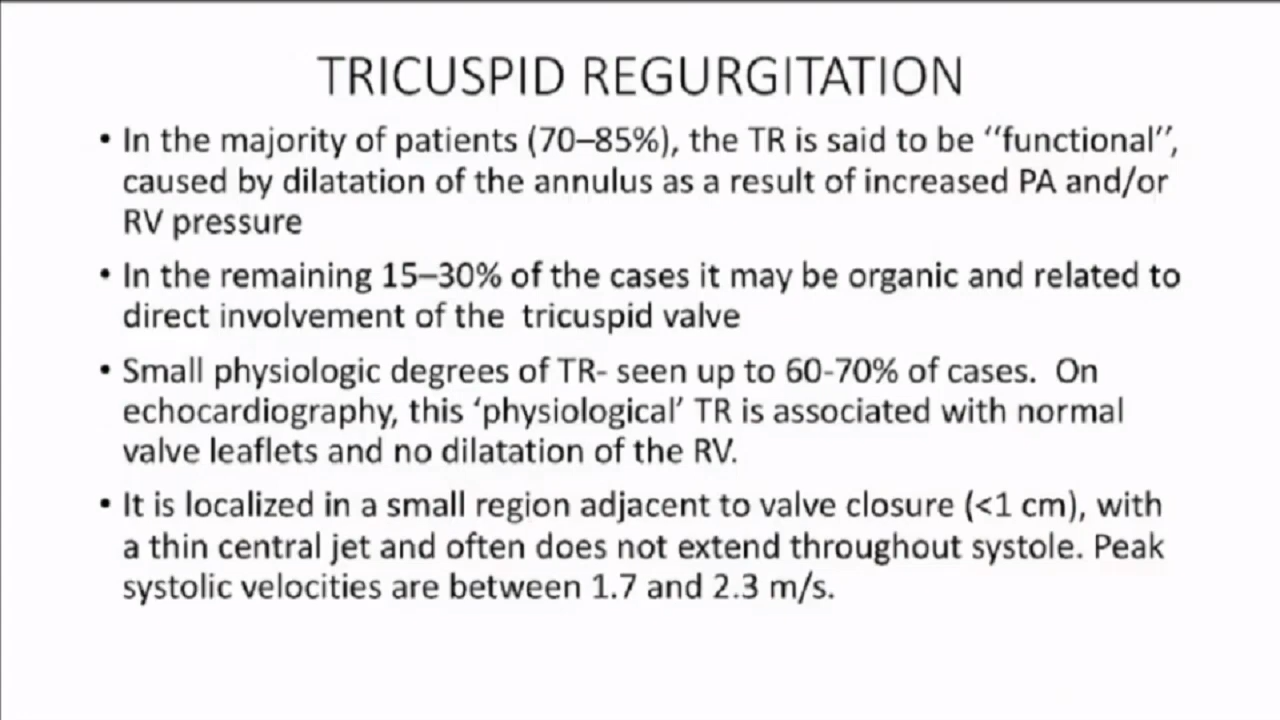 TRICUSPID REGURGITATION
• In the majority of patients (70–85%), the TR is said to be ‘‘functional’’,
caused by dilatation of the annulus as a result of increased PA and/or
RV pressure
• In the remaining 15–30% of the cases it may be organic and related to
direct involvement of the  tricuspid valve
• Small physiologic degrees of TR- seen up to 60-70% of cases.  On
echocardiography, this ‘physiological’ TR is associated with normal
valve leaflets and no dilatation of the RV.
• It is localized in a small region adjacent to valve closure (<1 cm), with
a thin central jet and often does not extend throughout systole. Peak
systolic velocities are between 1.7 and 2.3 m/s.